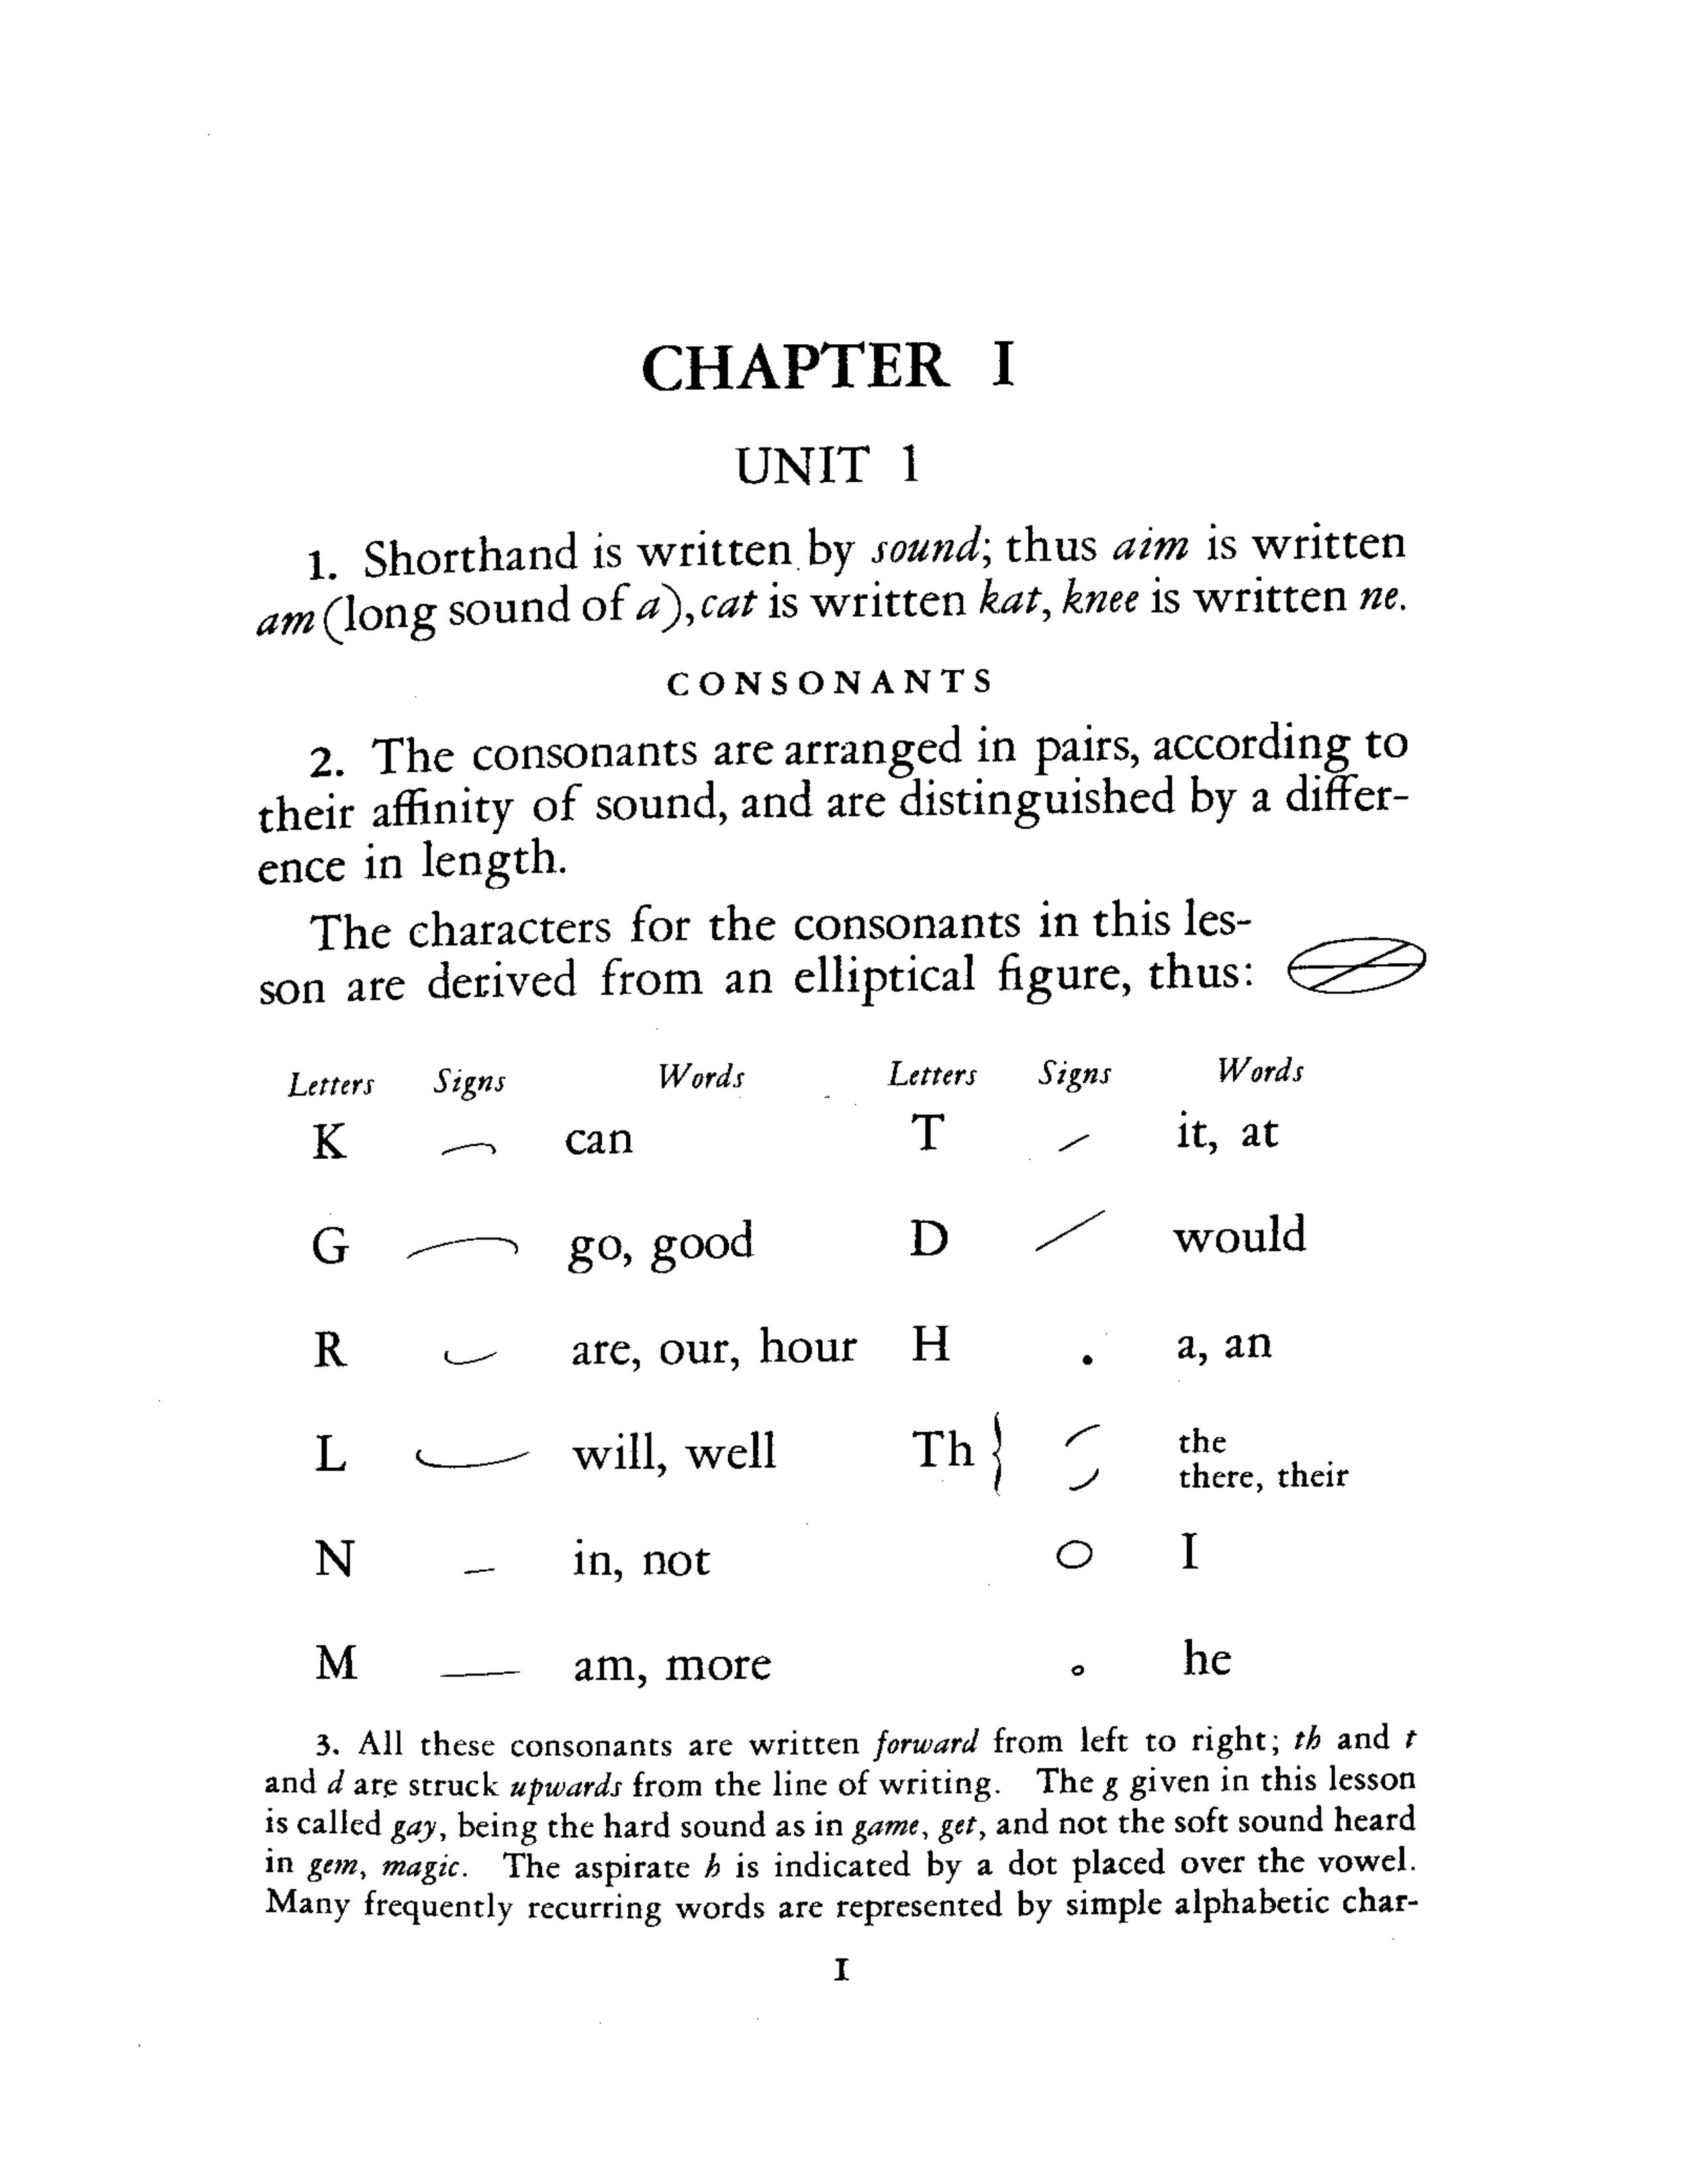 CHAPTER I
UNIT 1
1. Shorthand is written by sound; thus aim is written
am (long sound of a), cat is written kat, knee is written ne.
CONSONANTS
2. The consonants are arranged in pairs, according to
their affinity of sound, and are distinguished by a differ-
ence in length.
The characters for the consonants in this les-
son are derived from an elliptical figure, thus:
Letters Signs Words Letters Signs Words
K can T it, at
G go, good D would
R are, our, hour H a, an
L will, well Th the
there, their
N in, not I
M am, more he
3. All these consonants are written forward from left to right; th and t
and d are struck upwards from the line of writing. The g given in this lesson
is called gay, being the hard sound as in game, get, and not the soft sound heard
in gem, magic. The aspirate h is indicated by a dot placed over the vowel.
Many frequently recurring words are represented by simple alphabetic char-
I